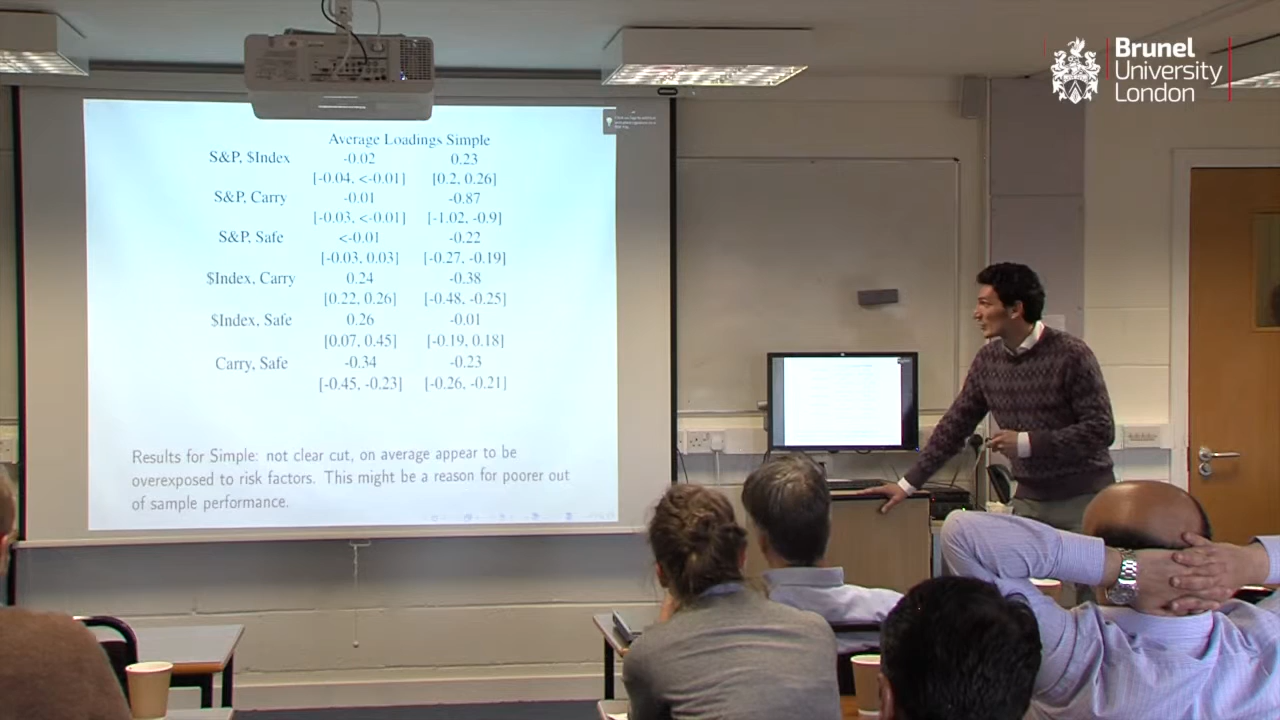 Average Loadings Simple
S&P, $Index -0.02 0.23
[-0.04, <-0.01] [0.2, 0.26]
S&P, Carry -0.01 -0.87
[-0.03, <-0.01] [-1.02, -0.9]
S&P, Safe <-0.01 -0.22
[-0.03, 0.03] [-0.27, -0.19]
$Index, Carry 0.24 -0.38
[0.22, 0.26] [-0.48, -0.25]
$Index, Safe 0.26 -0.01
[0.07, 0.45] [-0.19, 0.18]
Carry, Safe -0.34 -0.23
[-0.45, -0.23] [-0.26, -0.21]
Results for Simple: not clear cut, on average appear to be
overexposed to risk factors. This might be a reason for poorer out
of sample performance.
Brunel
University
London